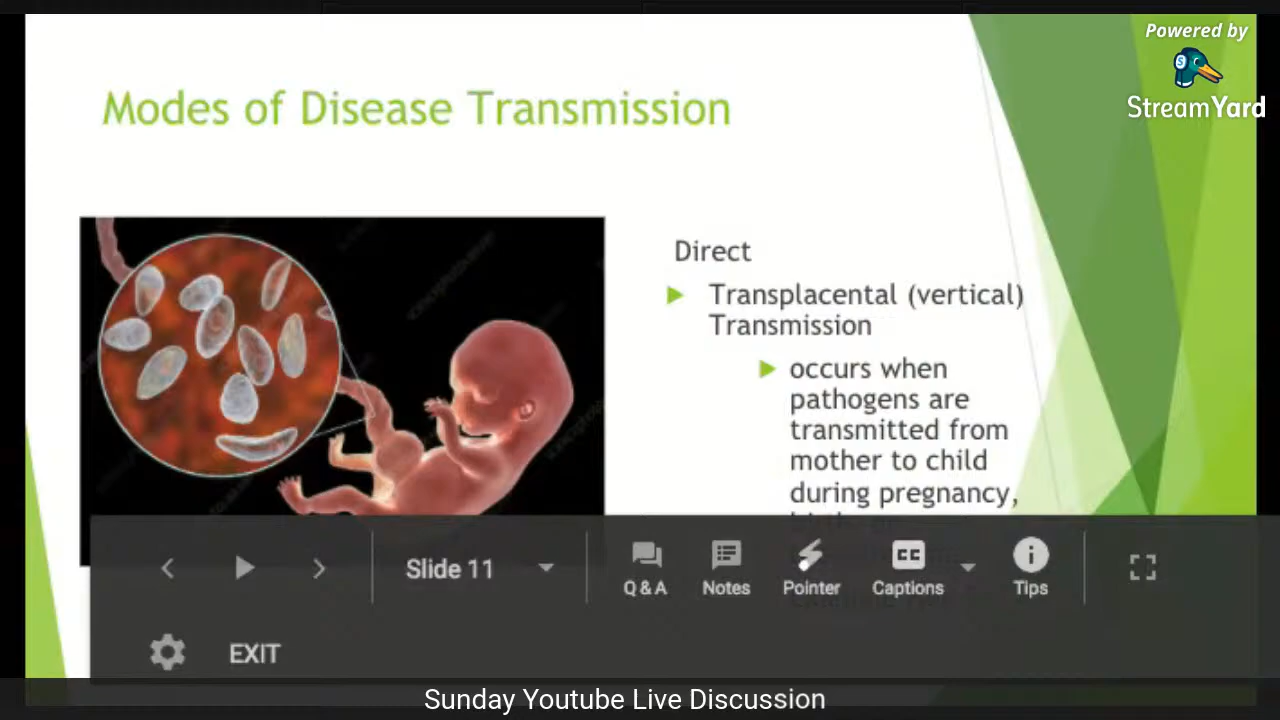 Powered by
StreamYard
Modes of Disease Transmission
Direct
Transplacental (vertical)
Transmission
occurs when
pathogens are
transmitted from
mother to child
during pregnancy,
Slide 11
Q & A
Notes
Pointer
CC
Captions
Tips
EXIT
Sunday Youtube Live Discussion